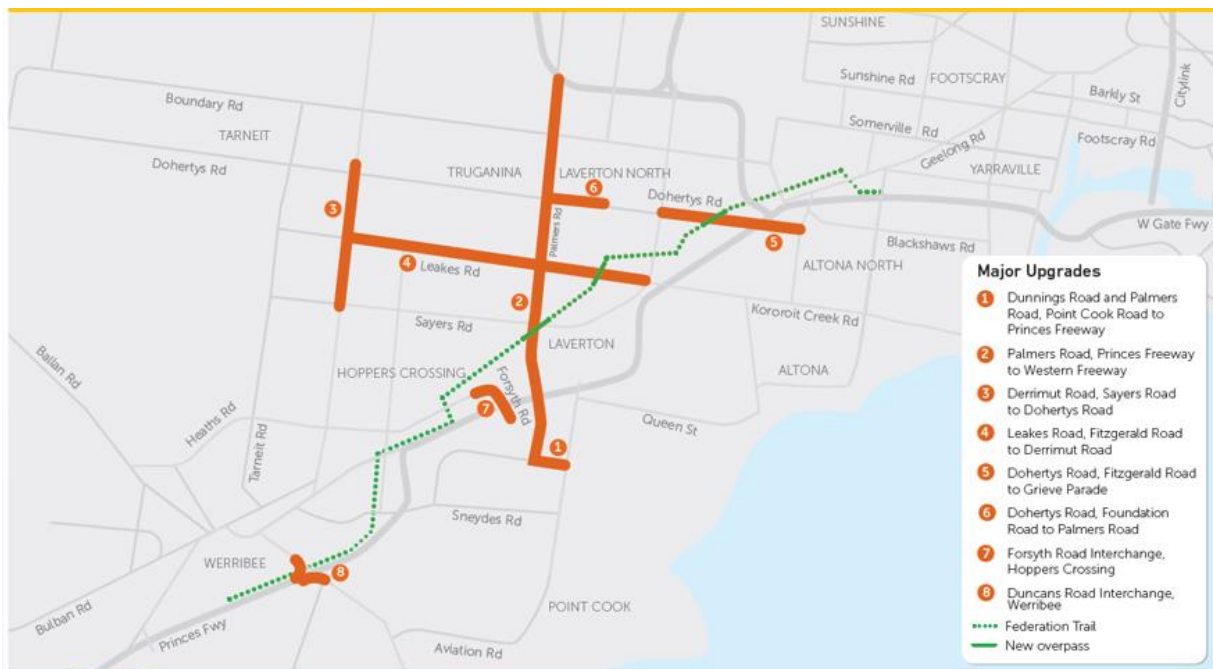 SUNSHINE
Sunshine Rd
FOOTSCRAY
Barkly St
Citylink
Boundary Rd
Somerville Rd
Footscray Rd
TARNEIT
Geelong Rd
Dohertys Rd
TRUGANINA
LAVERTON NORTH
YARRAVILLE
6
Dohertys Rd
3
Palmers Rd
W Gate Fwy
5
Blackshaws Rd
4
Leakes Rd
ALTONA NORTH
2
Kororoit Creek Rd
Sayers Rd
LAVERTON
Ballan Rd
HOPPERS CROSSING
ALTONA
Forsyth Rd
7
Heaths Rd
Queen St
Tarneit Rd
1
Sneydes Rd
WERRIBEE
8
POINT COOK
Bulban Rd
Princes Fwy
Aviation Rd
Major Upgrades
1 Dunnings Road and Palmers
Road, Point Cook Road to
Princes Freeway
2 Palmers Road, Princes Freeway
to Western Freeway
3 Derrimut Road, Sayers Road
to Dohertys Road
4 Leakes Road, Fitzgerald Road
to Derrimut Road
5 Dohertys Road, Fitzgerald Road
to Grieve Parade
6 Dohertys Road, Foundation
Road to Palmers Road
7 Forsyth Road Interchange,
Hoppers Crossing
8 Duncans Road Interchange,
Werribee
Federation Trail
New overpass